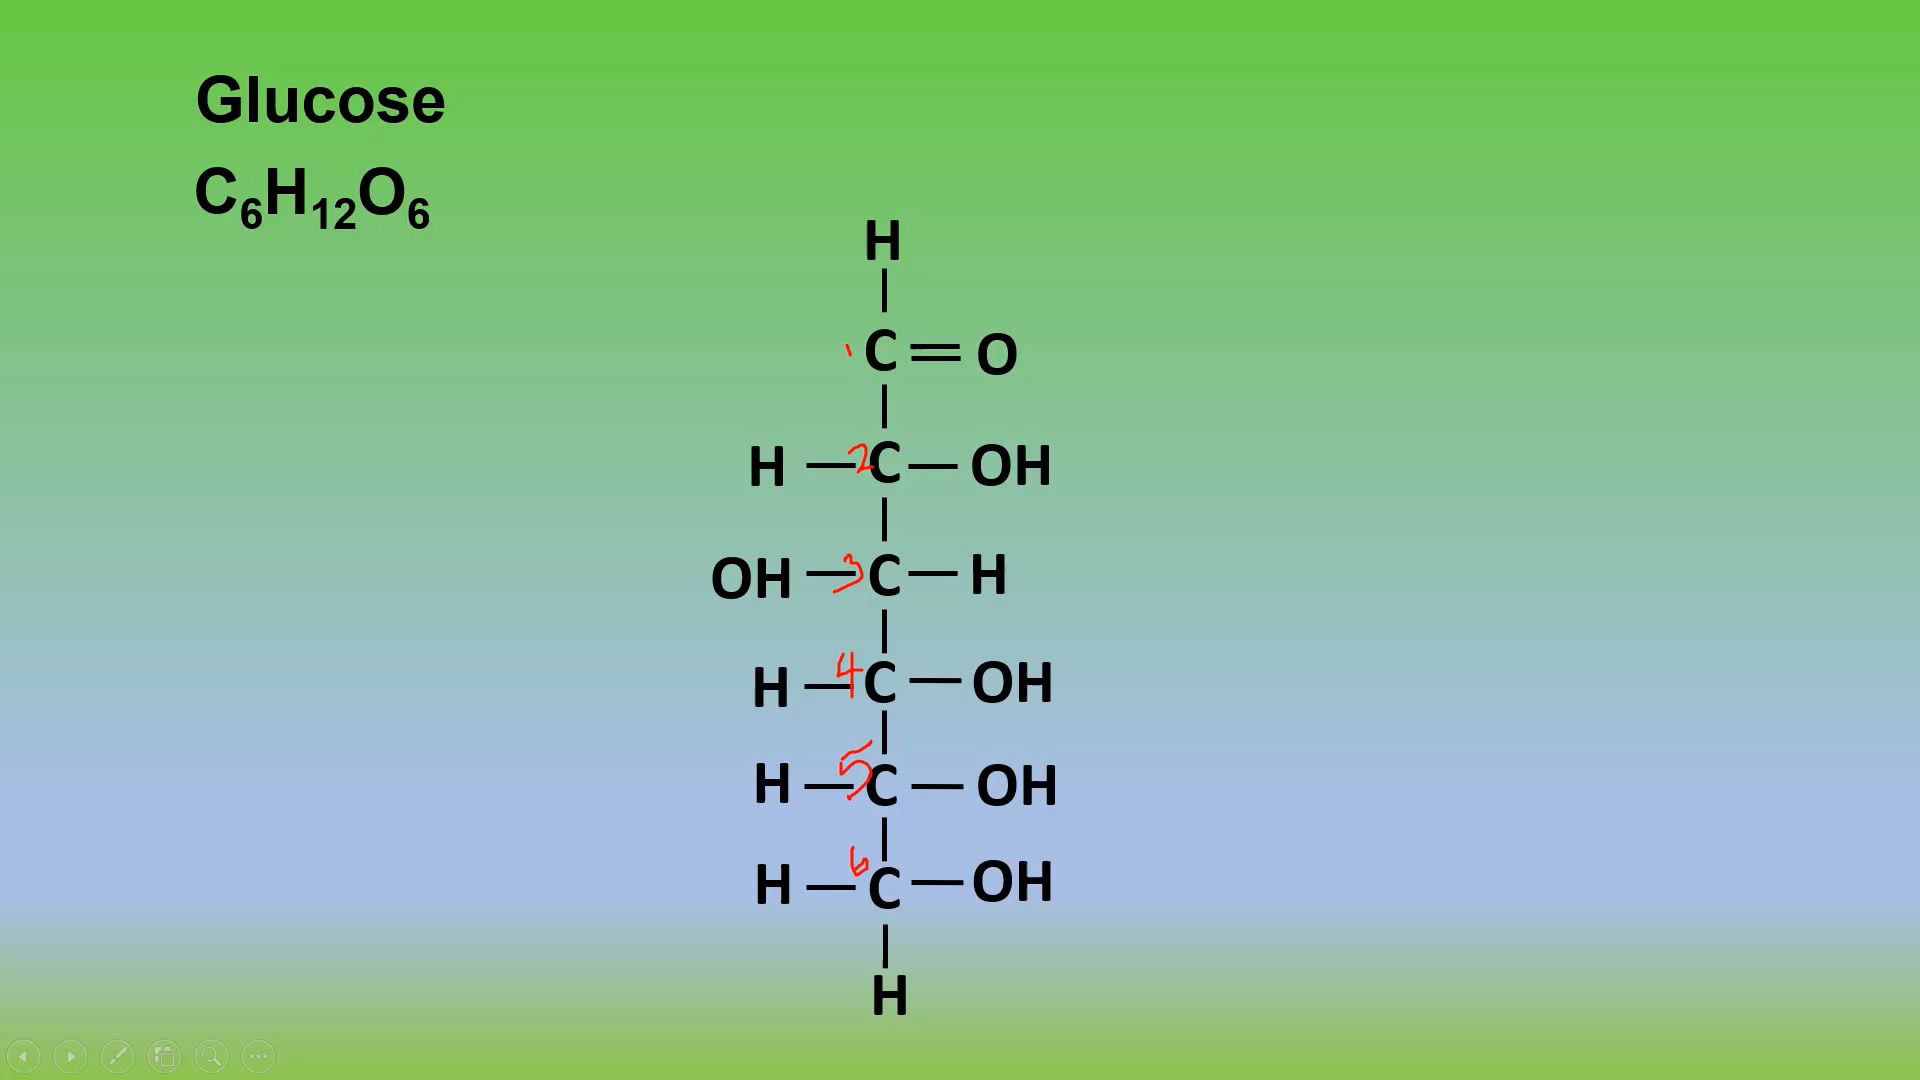 Glucose
C₆H₁₂O₆
H
1 C = O
H — 2 C — OH
OH — 3 C — H
H — 4 C — OH
H — 5 C — OH
H — 6 C — OH
H